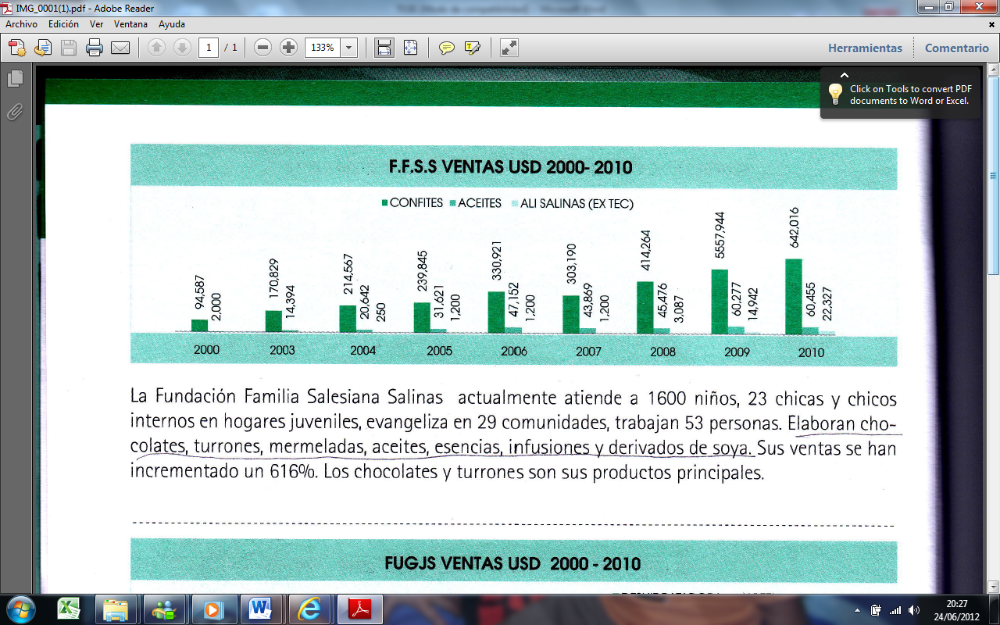 IMG_0001(1).pdf - Adobe Reader
Archivo Edición Ver Ventana Ayuda
1 / 1 133% Herramientas Comentario
Click on Tools to convert PDF
documents to Word or Excel.
F.F.S.S VENTAS USD 2000- 2010
CONFITES ACEITES ALI SALINAS (EX TEC)
94,587 2,000 170,829 14,394 214,567 20,642 250 239,845 31,621 1,200 330,921 47,152 1,200 303,190 43,869 1,200 414,264 45,476 3,087 5557,944 60,277 14,942 642,016 60,455 22,327
2000 2003 2004 2005 2006 2007 2008 2009 2010
La Fundación Familia Salesiana Salinas actualmente atiende a 1600 niños, 23 chicas y chicos
internos en hogares juveniles, evangeliza en 29 comunidades, trabajan 53 personas. Elaboran cho-
colates, turrones, mermeladas, aceites, esencias, infusiones y derivados de soya. Sus ventas se han
incrementado un 616%. Los chocolates y turrones son sus productos principales.
FUGJS VENTAS USD 2000 - 2010
20:27
24/06/2012